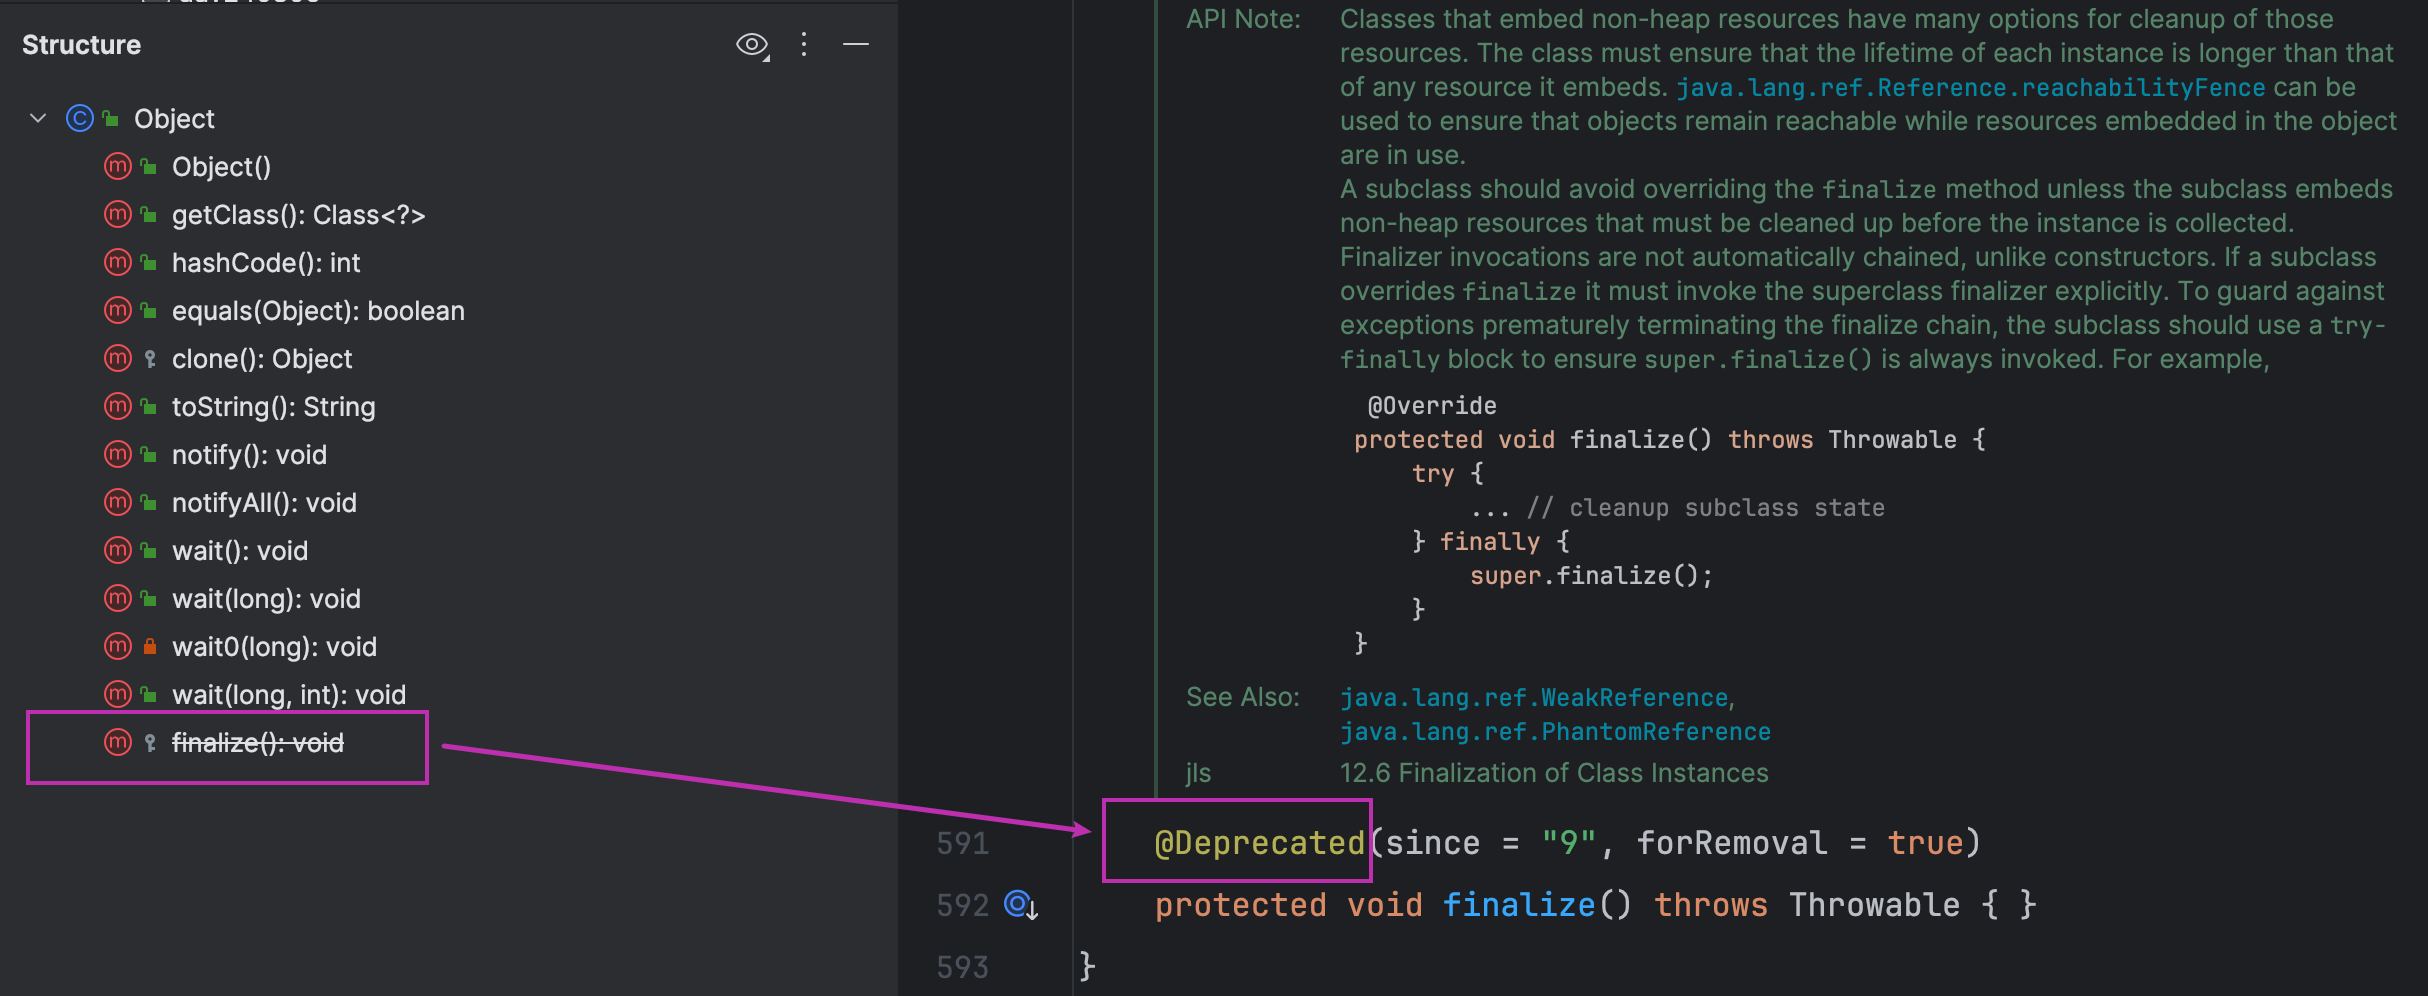 Structure
Object
Object()
getClass(): Class<?>
hashCode(): int
equals(Object): boolean
clone(): Object
toString(): String
notify(): void
notifyAll(): void
wait(): void
wait(long): void
wait0(long): void
wait(long, int): void
finalize(): void
API Note: Classes that embed non-heap resources have many options for cleanup of those
resources. The class must ensure that the lifetime of each instance is longer than that
of any resource it embeds. java.lang.ref.Reference.reachabilityFence can be
used to ensure that objects remain reachable while resources embedded in the object
are in use.
A subclass should avoid overriding the finalize method unless the subclass embeds
non-heap resources that must be cleaned up before the instance is collected.
Finalizer invocations are not automatically chained, unlike constructors. If a subclass
overrides finalize it must invoke the superclass finalizer explicitly. To guard against
exceptions prematurely terminating the finalize chain, the subclass should use a try-
finally block to ensure super.finalize() is always invoked. For example,
@Override
protected void finalize() throws Throwable {
try {
... // cleanup subclass state
} finally {
super.finalize();
}
}
See Also: java.lang.ref.WeakReference,
java.lang.ref.PhantomReference
jls 12.6 Finalization of Class Instances
591 @Deprecated(since = "9", forRemoval = true)
592 protected void finalize() throws Throwable { }
593 }